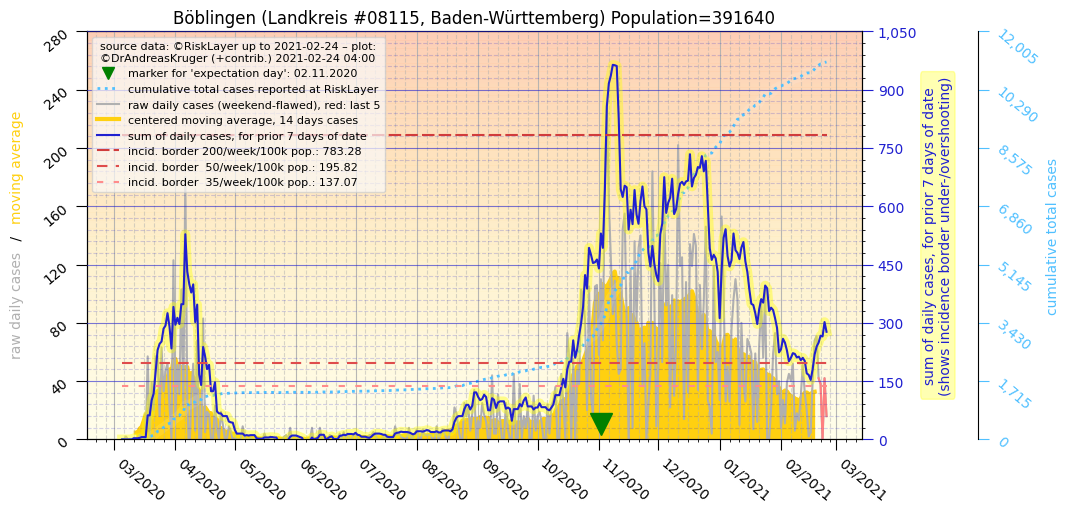 Böblingen (Landkreis #08115, Baden-Württemberg) Population=391640
source data: ©RiskLayer up to 2021-02-24 – plot:
©DrAndreasKruger (+contrib.) 2021-02-24 04:00
marker for 'expectation day': 02.11.2020
cumulative total cases reported at RiskLayer
raw daily cases (weekend-flawed), red: last 5
centered moving average, 14 days cases
sum of daily cases, for prior 7 days of date
incid. border 200/week/100k pop.: 783.28
incid. border  50/week/100k pop.: 195.82
incid. border  35/week/100k pop.: 137.07
raw daily cases / moving average
280
240
200
160
120
80
40
0
03/2020
04/2020
05/2020
06/2020
07/2020
08/2020
09/2020
10/2020
11/2020
12/2020
01/2021
02/2021
03/2021
1,050
900
750
600
450
300
150
0
sum of daily cases, for prior 7 days of date
(shows incidence border under-/overshooting)
12,005
10,290
8,575
6,860
5,145
3,430
1,715
0
cumulative total cases